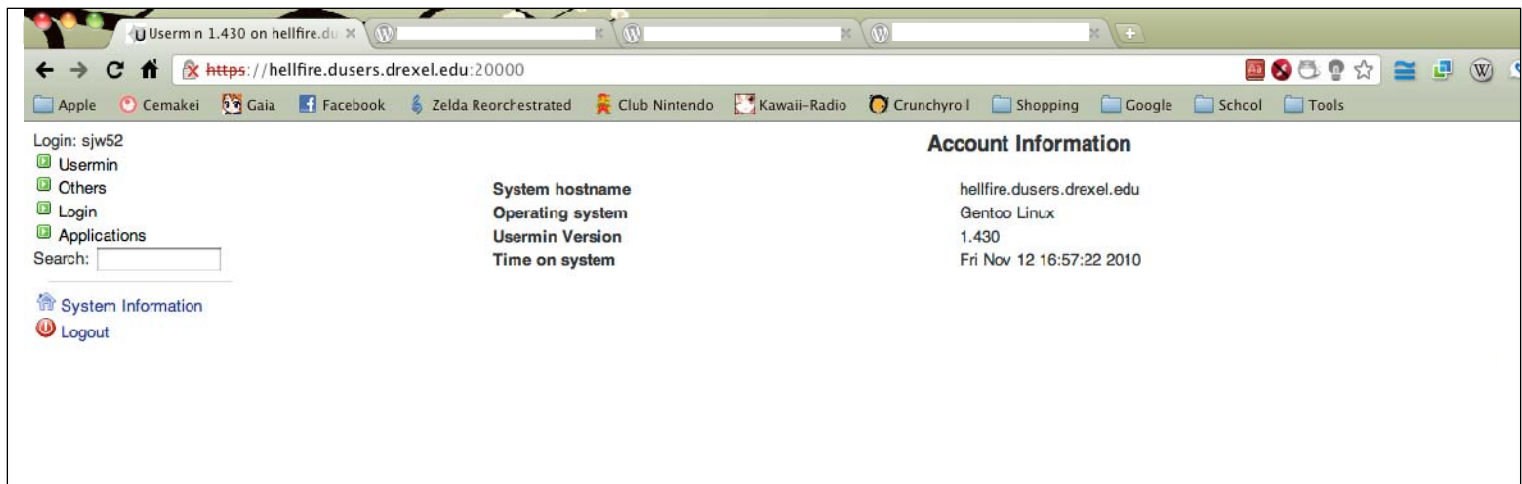 Usermin 1.430 on hellfire.du
https://hellfire.dusers.drexel.edu:20000
Apple Cemakei Gaia Facebook Zelda Reorchestrated Club Nintendo Kawaii-Radio Crunchyroll Shopping Google School Tools
Login: sjw52
Usermin
Others
Login
Applications
Search:
System Information
Logout
Account Information
System hostname hellfire.dusers.drexel.edu
Operating system Gentoo Linux
Usermin Version 1.430
Time on system Fri Nov 12 16:57:22 2010